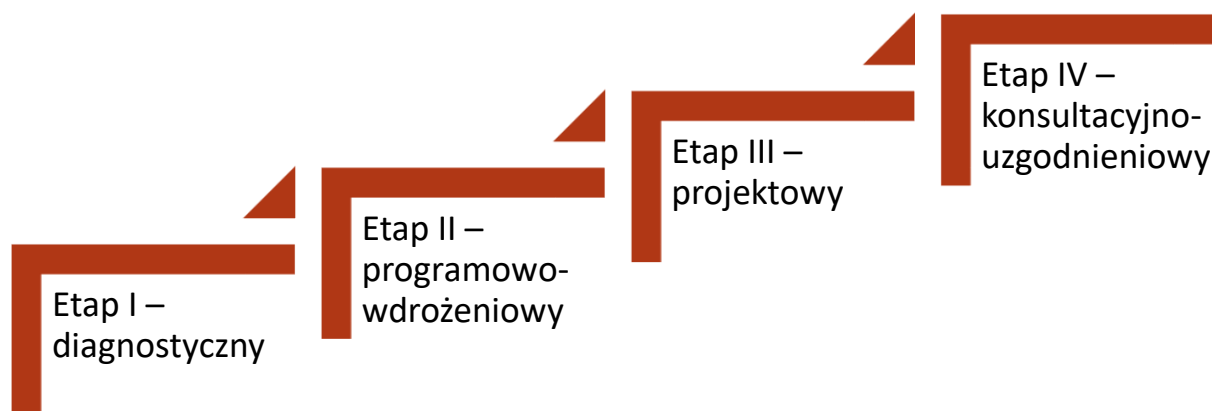 Etap I –
diagnostyczny
Etap II –
programowo-
wdrożeniowy
Etap III –
projektowy
Etap IV –
konsultacyjno-
uzgodnieniowy